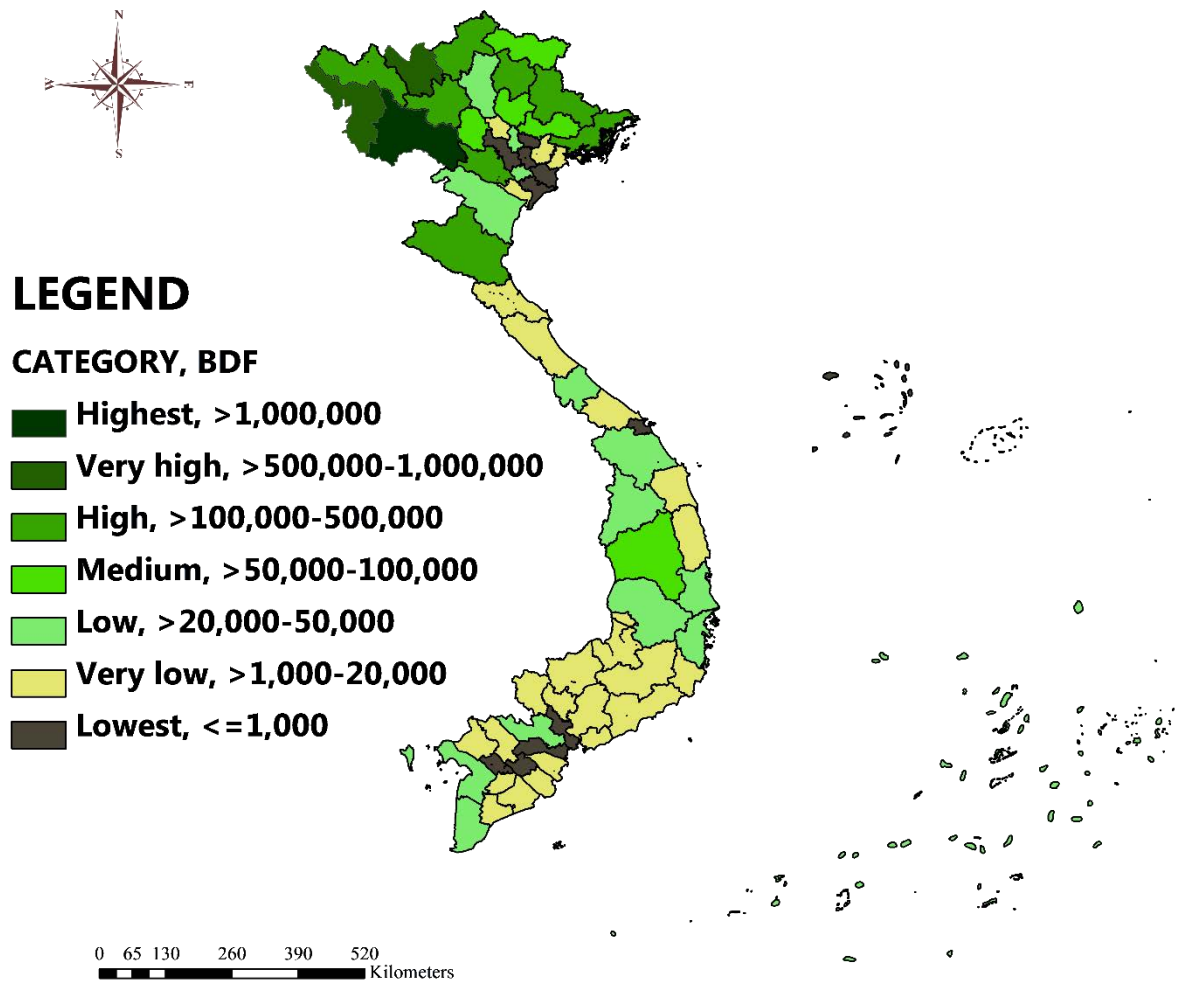 N
W
E
S
LEGEND
CATEGORY, BDF
Highest, >1,000,000
Very high, >500,000-1,000,000
High, >100,000-500,000
Medium, >50,000-100,000
Low, >20,000-50,000
Very low, >1,000-20,000
Lowest, <=1,000
0 65 130 260 390 520
Kilometers